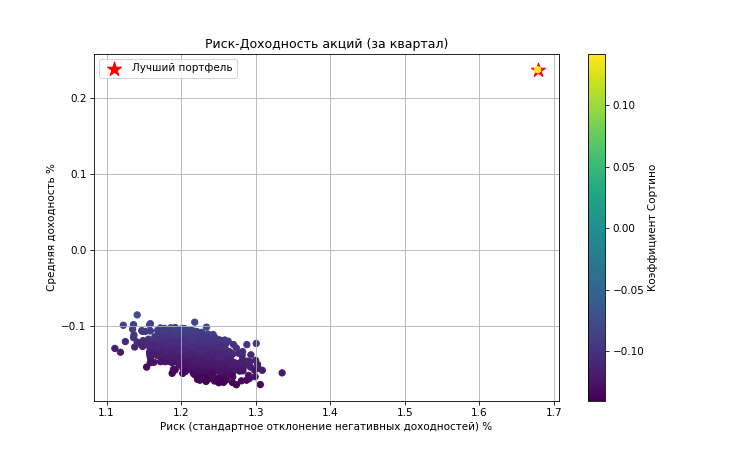 Риск-Доходность акций (за квартал)
Лучший портфель
Средняя доходность %
0.2
0.1
0.0
−0.1
1.1 1.2 1.3 1.4 1.5 1.6 1.7
Риск (стандартное отклонение негативных доходностей) %
0.10
0.05
0.00
−0.05
−0.10
Коэффициент Сортино